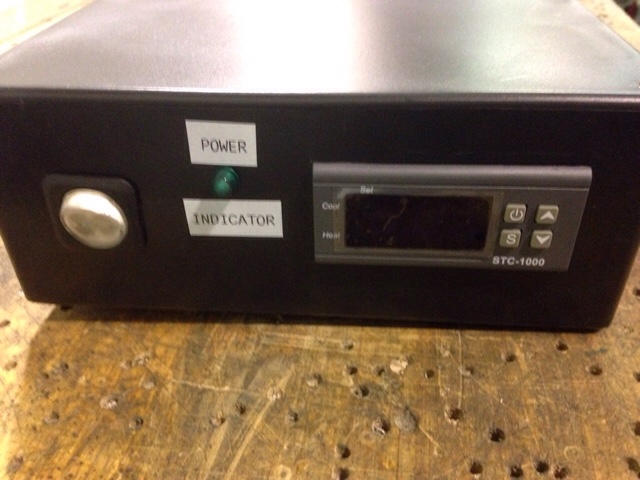 POWER
INDICATOR
Set
Cool
Heat
S
STC-1000